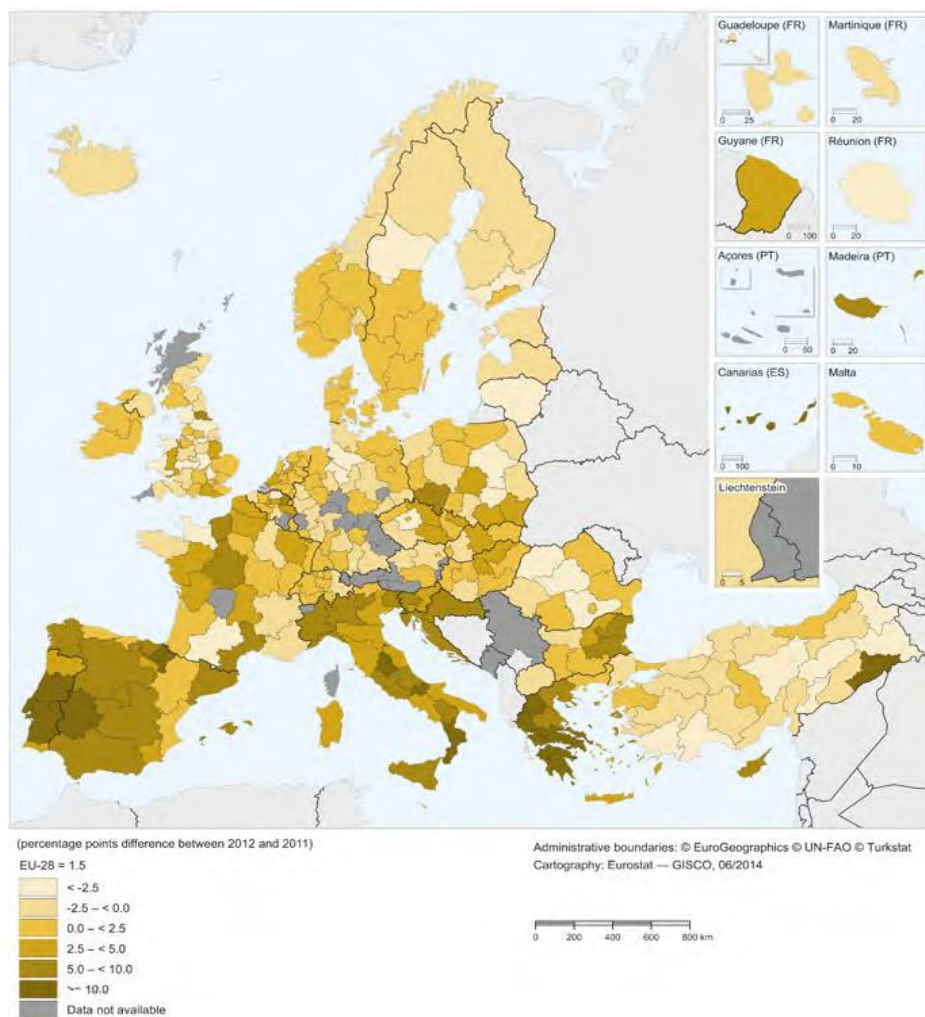 Guadeloupe (FR)
0 25
Martinique (FR)
0 20
Guyane (FR)
0 100
Réunion (FR)
0 20
Açores (PT)
0 50
Madeira (PT)
0 20
Canarias (ES)
0 100
Malta
0 10
Liechtenstein
0 5
(percentage points difference between 2012 and 2011)
EU-28 = 1.5
< -2.5
-2.5 – < 0.0
0.0 – < 2.5
2.5 – < 5.0
5.0 – < 10.0
>= 10.0
Data not available
Administrative boundaries: © EuroGeographics © UN-FAO © Turkstat
Cartography: Eurostat — GISCO, 06/2014
0 200 400 600 800 km